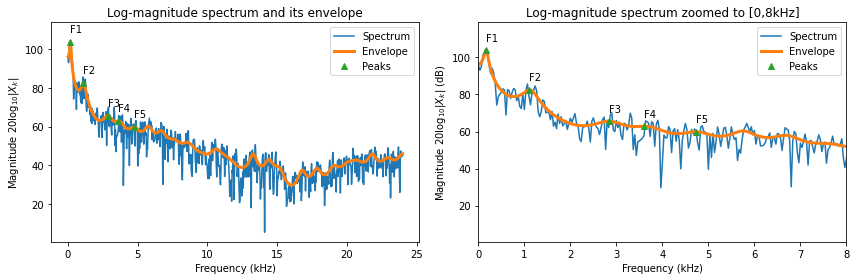 Log-magnitude spectrum and its envelope
Magnitude 20log₁₀|Xₖ|
100
80
60
40
20
F1
F2
F3
F4
F5
Spectrum
Envelope
Peaks
0
5
10
15
20
25
Frequency (kHz)
Log-magnitude spectrum zoomed to [0,8kHz]
Magnitude 20log₁₀|Xₖ| (dB)
100
80
60
40
20
F1
F2
F3
F4
F5
Spectrum
Envelope
Peaks
0
1
2
3
4
5
6
7
8
Frequency (kHz)